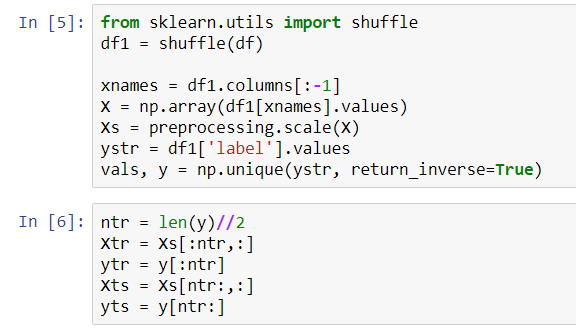 In [5]: from sklearn.utils import shuffle
df1 = shuffle(df)
xnames = df1.columns[:-1]
X = np.array(df1[xnames].values)
Xs = preprocessing.scale(X)
ystr = df1['label'].values
vals, y = np.unique(ystr, return_inverse=True)
In [6]: ntr = len(y)//2
Xtr = Xs[:ntr,:]
ytr = y[:ntr]
Xts = Xs[ntr:,:]
yts = y[ntr:]